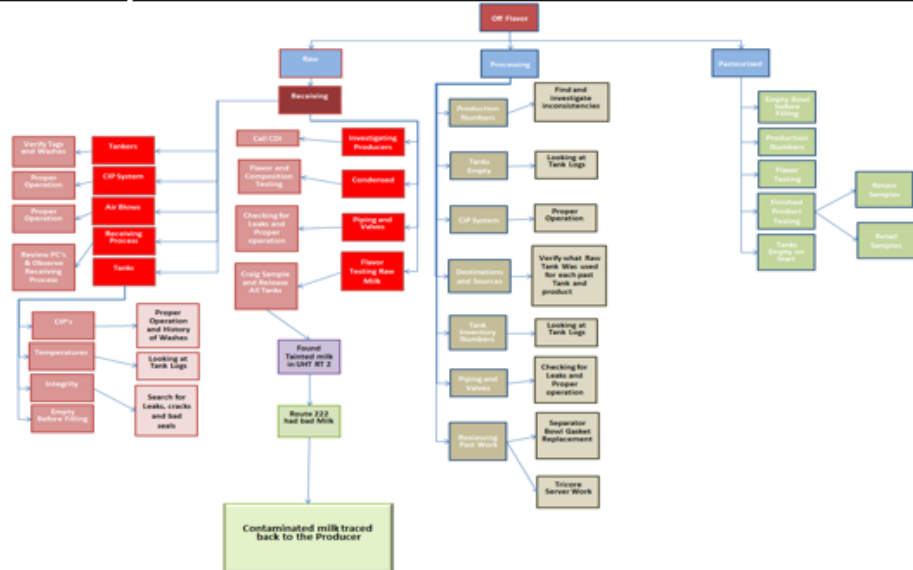 Off Flavor
Raw
Processing
Pasteurized
Receiving
Tankers
Verify Tags
and Washes
CIP System
Proper
Operation
Air Blows
Proper
Operation
Receiving
Process
Review PC's
& Observe
Receiving
Process
Tanks
CIP's
Proper
Operation
and History
of Washes
Temperatures
Looking at
Tank Logs
Integrity
Search for
Leaks, cracks
and bad
seals
Empty
Before Filling
Investigating
Producers
Call CDI
Condensed
Flavor and
Composition
Testing
Piping and
Valves
Checking for
Leaks and
Proper
operation
Flavor
Testing Raw
Milk
Craig Sample
and Release
All Tanks
Found
Tainted milk
in UHT RT 2
Route 222
had bad Milk
Contaminated milk traced
back to the Producer
Production
Numbers
Find and
investigate
inconsistencies
Tanks
Empty
Looking at
Tank Logs
CIP System
Proper
Operation
Destinations
and Sources
Verify what Raw
Tank Was used
for each past
Tank and
product
Tank
Inventory
Numbers
Looking at
Tank Logs
Piping and
Valves
Checking for
Leaks and
Proper
operation
Reviewing
Past Work
Separator
Bowl Gasket
Replacement
Tricore
Server Work
Empty Bowl
before
Filling
Production
Numbers
Flavor
Testing
Finished
Product
Testing
Retain
Samples
Retail
Samples
Tanks
Empty on
Start